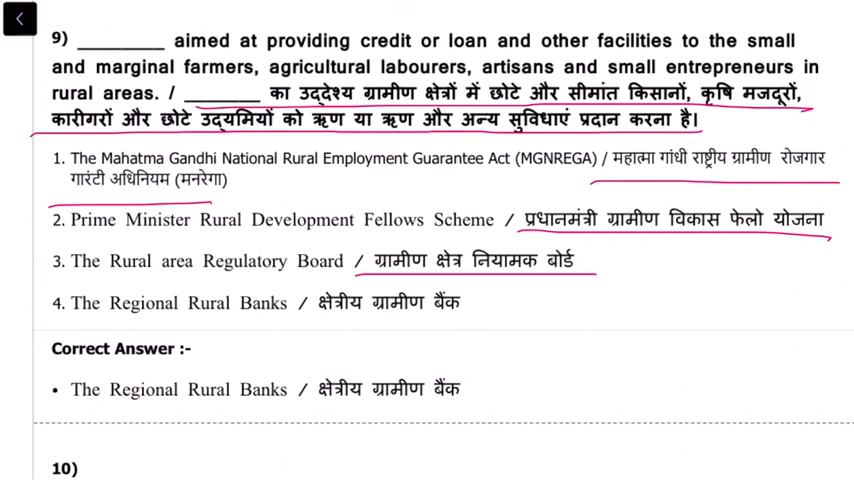 9) ________ aimed at providing credit or loan and other facilities to the small
and marginal farmers, agricultural labourers, artisans and small entrepreneurs in
rural areas. / _______ का उद्देश्य ग्रामीण क्षेत्रों में छोटे और सीमांत किसानों, कृषि मजदूरों,
कारीगरों और छोटे उद्यमियों को ऋण या ऋण और अन्य सुविधाएं प्रदान करना है।
1. The Mahatma Gandhi National Rural Employment Guarantee Act (MGNREGA) / महात्मा गांधी राष्ट्रीय ग्रामीण रोजगार
गारंटी अधिनियम (मनरेगा)
2. Prime Minister Rural Development Fellows Scheme / प्रधानमंत्री ग्रामीण विकास फेलो योजना
3. The Rural area Regulatory Board / ग्रामीण क्षेत्र नियामक बोर्ड
4. The Regional Rural Banks / क्षेत्रीय ग्रामीण बैंक
Correct Answer :-
• The Regional Rural Banks / क्षेत्रीय ग्रामीण बैंक
10)